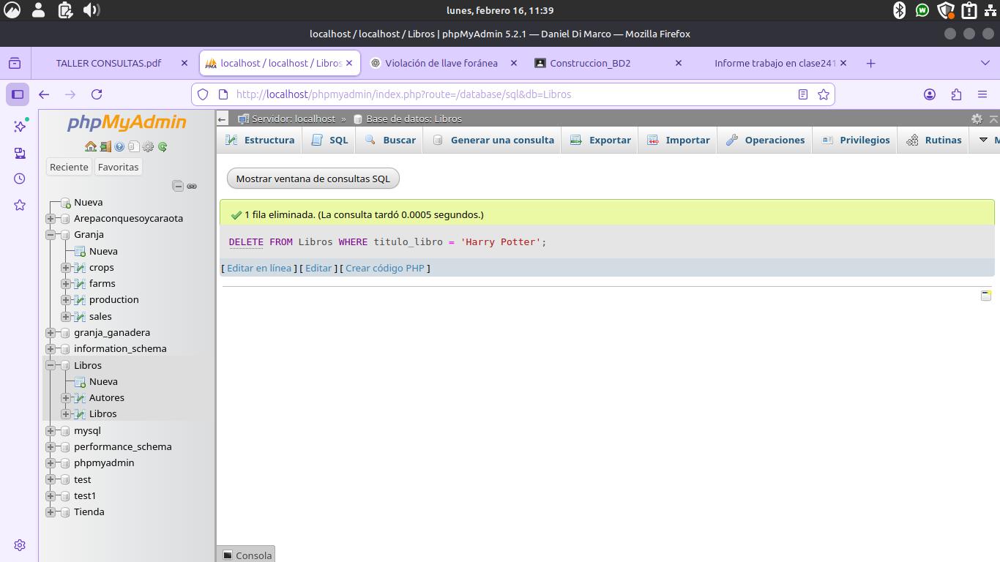 lunes, febrero 16, 11:39
localhost / localhost / Libros | phpMyAdmin 5.2.1 — Daniel Di Marco — Mozilla Firefox
TALLER CONSULTAS.pdf
localhost / localhost / Libros
Violación de llave foránea
Construccion_BD2
Informe trabajo en clase241
http://localhost/phpmyadmin/index.php?route=/database/sql&db=Libros
phpMyAdmin
Reciente
Favoritas
Nueva
Arepaconquesoycaraota
Granja
Nueva
crops
farms
production
sales
granja_ganadera
information_schema
Libros
Nueva
Autores
Libros
mysql
performance_schema
phpmyadmin
test
test1
Tienda
Servidor: localhost » Base de datos: Libros
Estructura
SQL
Buscar
Generar una consulta
Exportar
Importar
Operaciones
Privilegios
Rutinas
Mostrar ventana de consultas SQL
1 fila eliminada. (La consulta tardó 0.0005 segundos.)
DELETE FROM Libros WHERE titulo_libro = 'Harry Potter';
[ Editar en línea ] [ Editar ] [ Crear código PHP ]
Consola